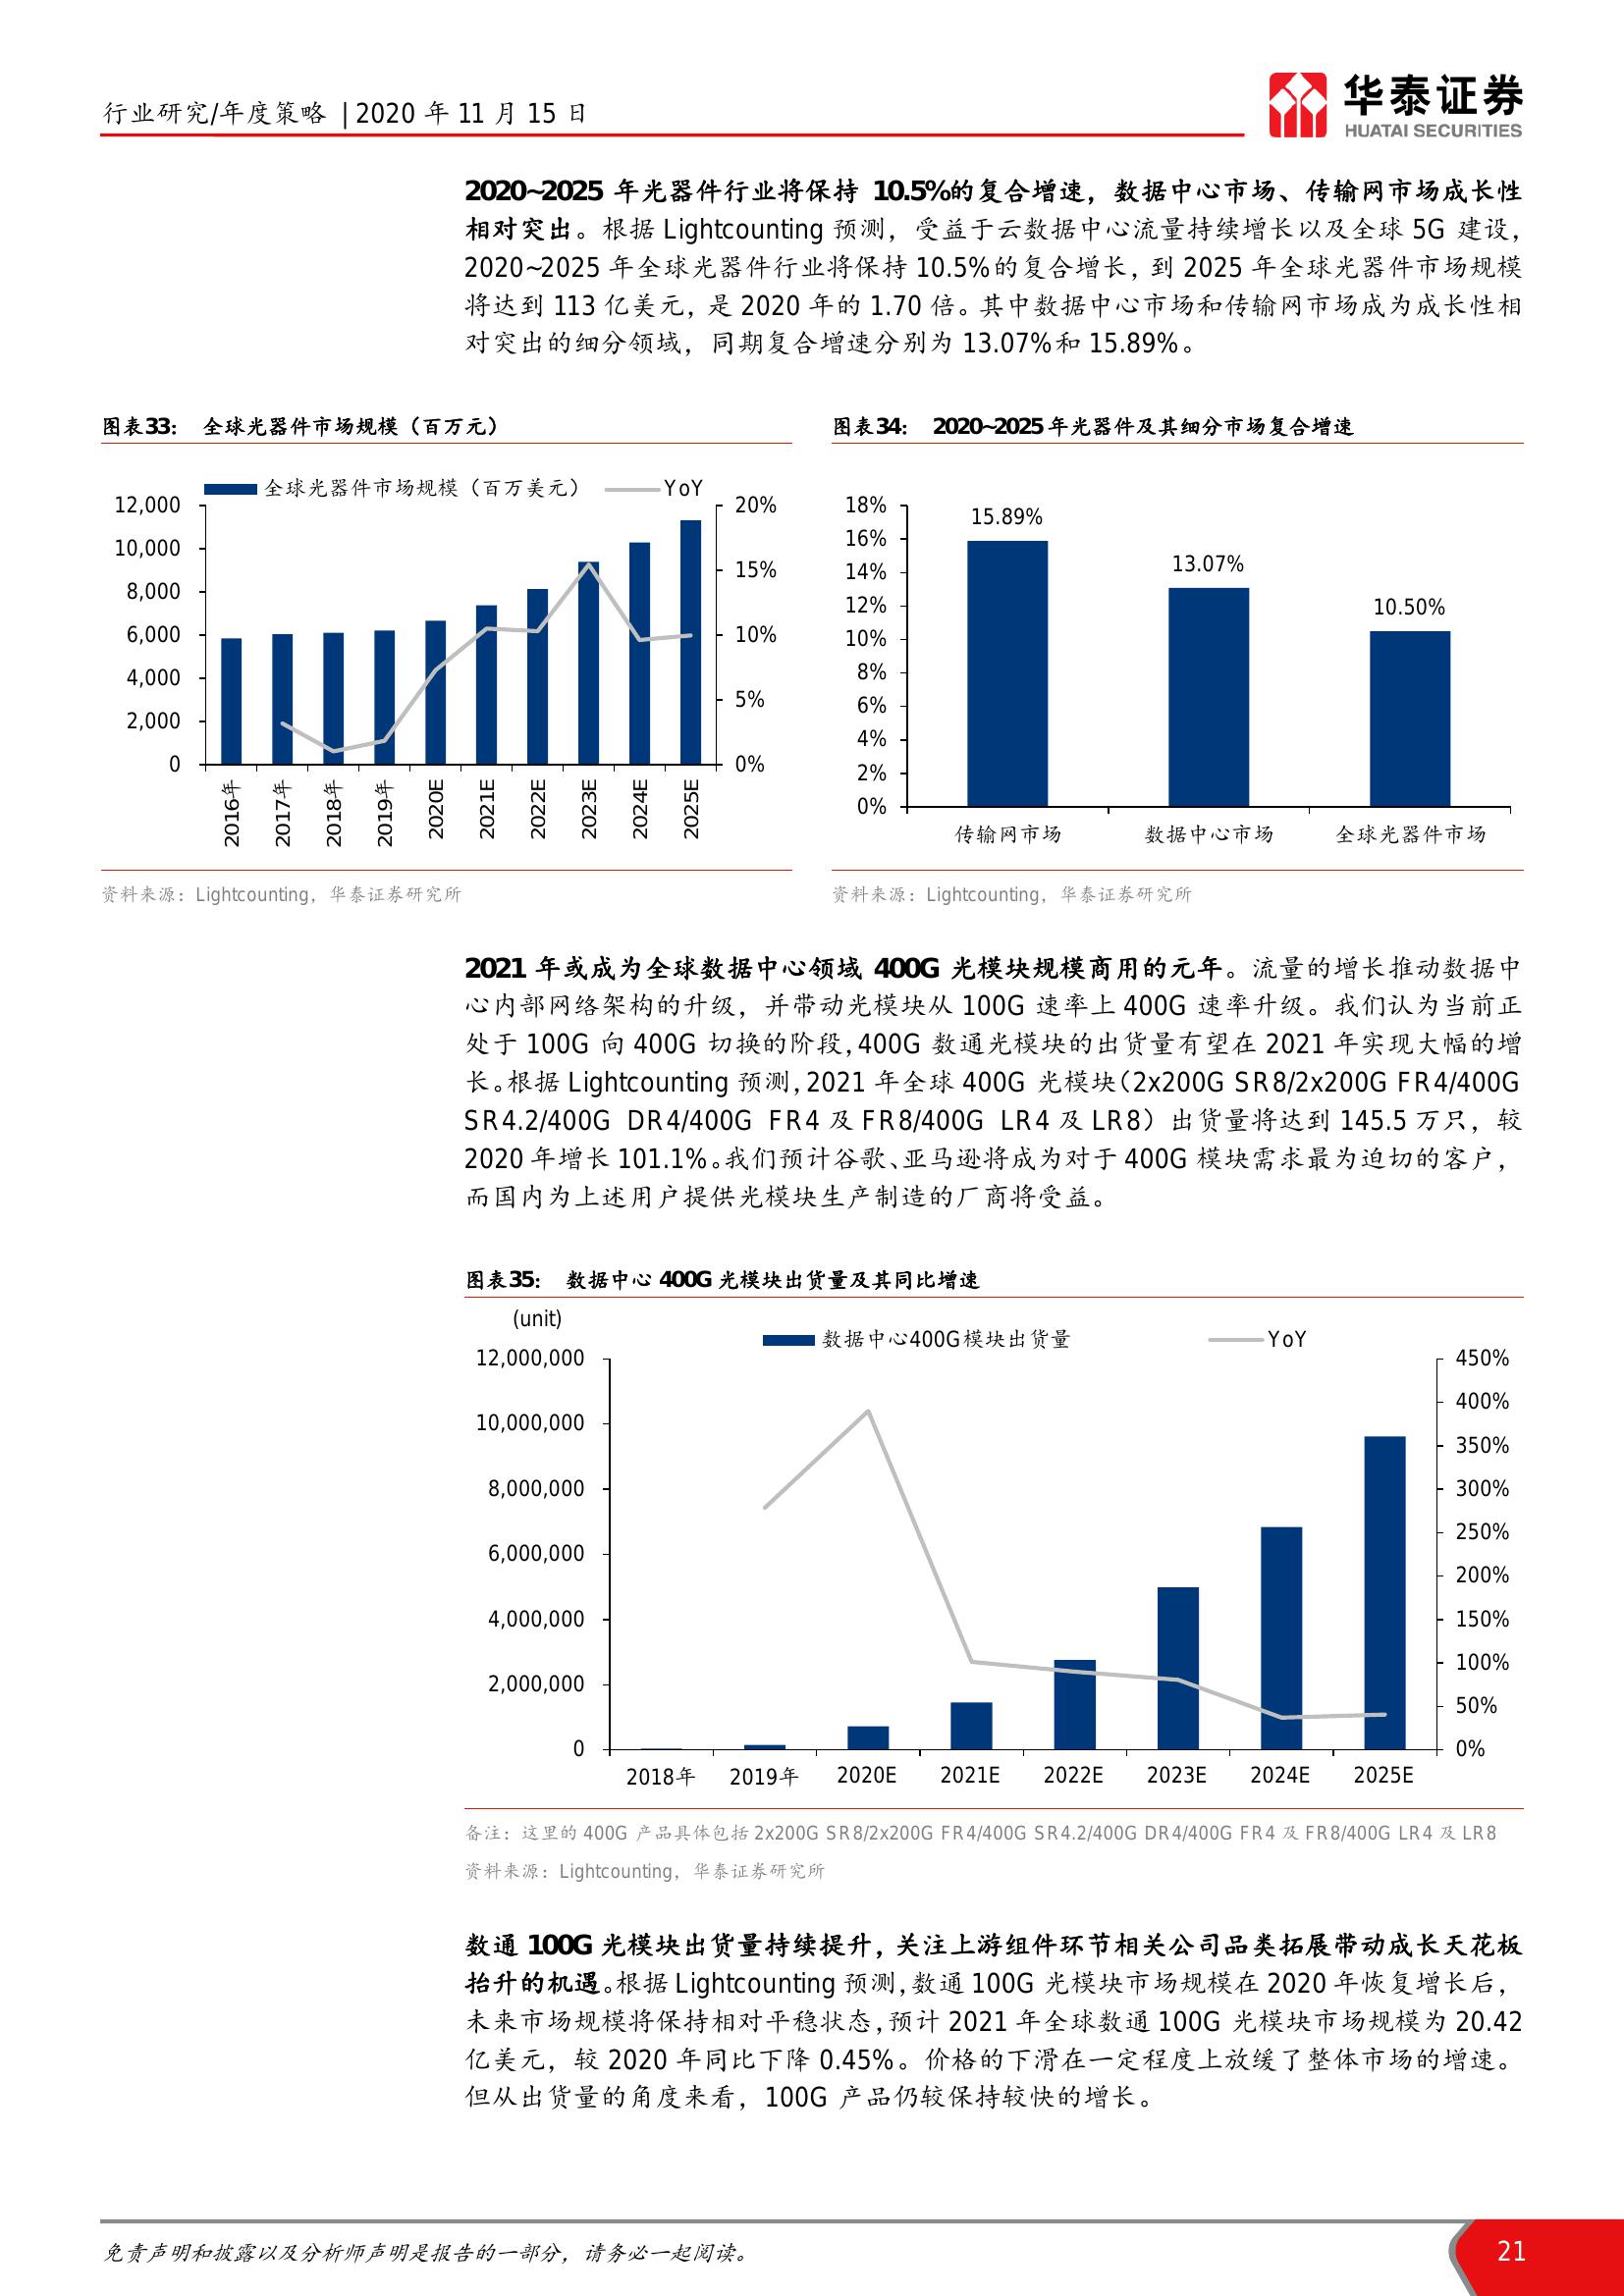 行业研究/年度策略 | 2020 年 11 月 15 日
华泰证券
HUATAI SECURITIES
2020~2025 年光器件行业将保持 10.5%的复合增速，数据中心市场、传输网市场成长性
相对突出。根据 Lightcounting 预测，受益于云数据中心流量持续增长以及全球 5G 建设，
2020~2025 年全球光器件行业将保持 10.5%的复合增长，到 2025 年全球光器件市场规模
将达到 113 亿美元，是 2020 年的 1.70 倍。其中数据中心市场和传输网市场成为成长性相
对突出的细分领域，同期复合增速分别为 13.07%和 15.89%。
图表33： 全球光器件市场规模（百万元）
全球光器件市场规模（百万美元） YoY
12,000
10,000
8,000
6,000
4,000
2,000
0
20%
15%
10%
5%
0%
2016年 2017年 2018年 2019年 2020E 2021E 2022E 2023E 2024E 2025E
资料来源：Lightcounting，华泰证券研究所
图表34： 2020~2025 年光器件及其细分市场复合增速
18%
16%
14%
12%
10%
8%
6%
4%
2%
0%
15.89%
13.07%
10.50%
传输网市场 数据中心市场 全球光器件市场
资料来源：Lightcounting，华泰证券研究所
2021 年或成为全球数据中心领域 400G 光模块规模商用的元年。流量的增长推动数据中
心内部网络架构的升级，并带动光模块从 100G 速率上 400G 速率升级。我们认为当前正
处于 100G 向 400G 切换的阶段，400G 数通光模块的出货量有望在 2021 年实现大幅的增
长。根据 Lightcounting 预测，2021 年全球 400G 光模块（2x200G SR8/2x200G FR4/400G
SR4.2/400G DR4/400G FR4 及 FR8/400G LR4 及 LR8）出货量将达到 145.5 万只，较
2020 年增长 101.1%。我们预计谷歌、亚马逊将成为对于 400G 模块需求最为迫切的客户，
而国内为上述用户提供光模块生产制造的厂商将受益。
图表35： 数据中心 400G 光模块出货量及其同比增速
(unit)
数据中心400G模块出货量 YoY
12,000,000
10,000,000
8,000,000
6,000,000
4,000,000
2,000,000
0
450%
400%
350%
300%
250%
200%
150%
100%
50%
0%
2018年 2019年 2020E 2021E 2022E 2023E 2024E 2025E
备注：这里的 400G 产品具体包括 2x200G SR8/2x200G FR4/400G SR4.2/400G DR4/400G FR4 及 FR8/400G LR4 及 LR8
资料来源：Lightcounting，华泰证券研究所
数通 100G 光模块出货量持续提升，关注上游组件环节相关公司品类拓展带动成长天花板
抬升的机遇。根据 Lightcounting 预测，数通 100G 光模块市场规模在 2020 年恢复增长后，
未来市场规模将保持相对平稳状态，预计 2021 年全球数通 100G 光模块市场规模为 20.42
亿美元，较 2020 年同比下降 0.45%。价格的下滑在一定程度上放缓了整体市场的增速。
但从出货量的角度来看，100G 产品仍较保持较快的增长。
免责声明和披露以及分析师声明是报告的一部分，请务必一起阅读。
21